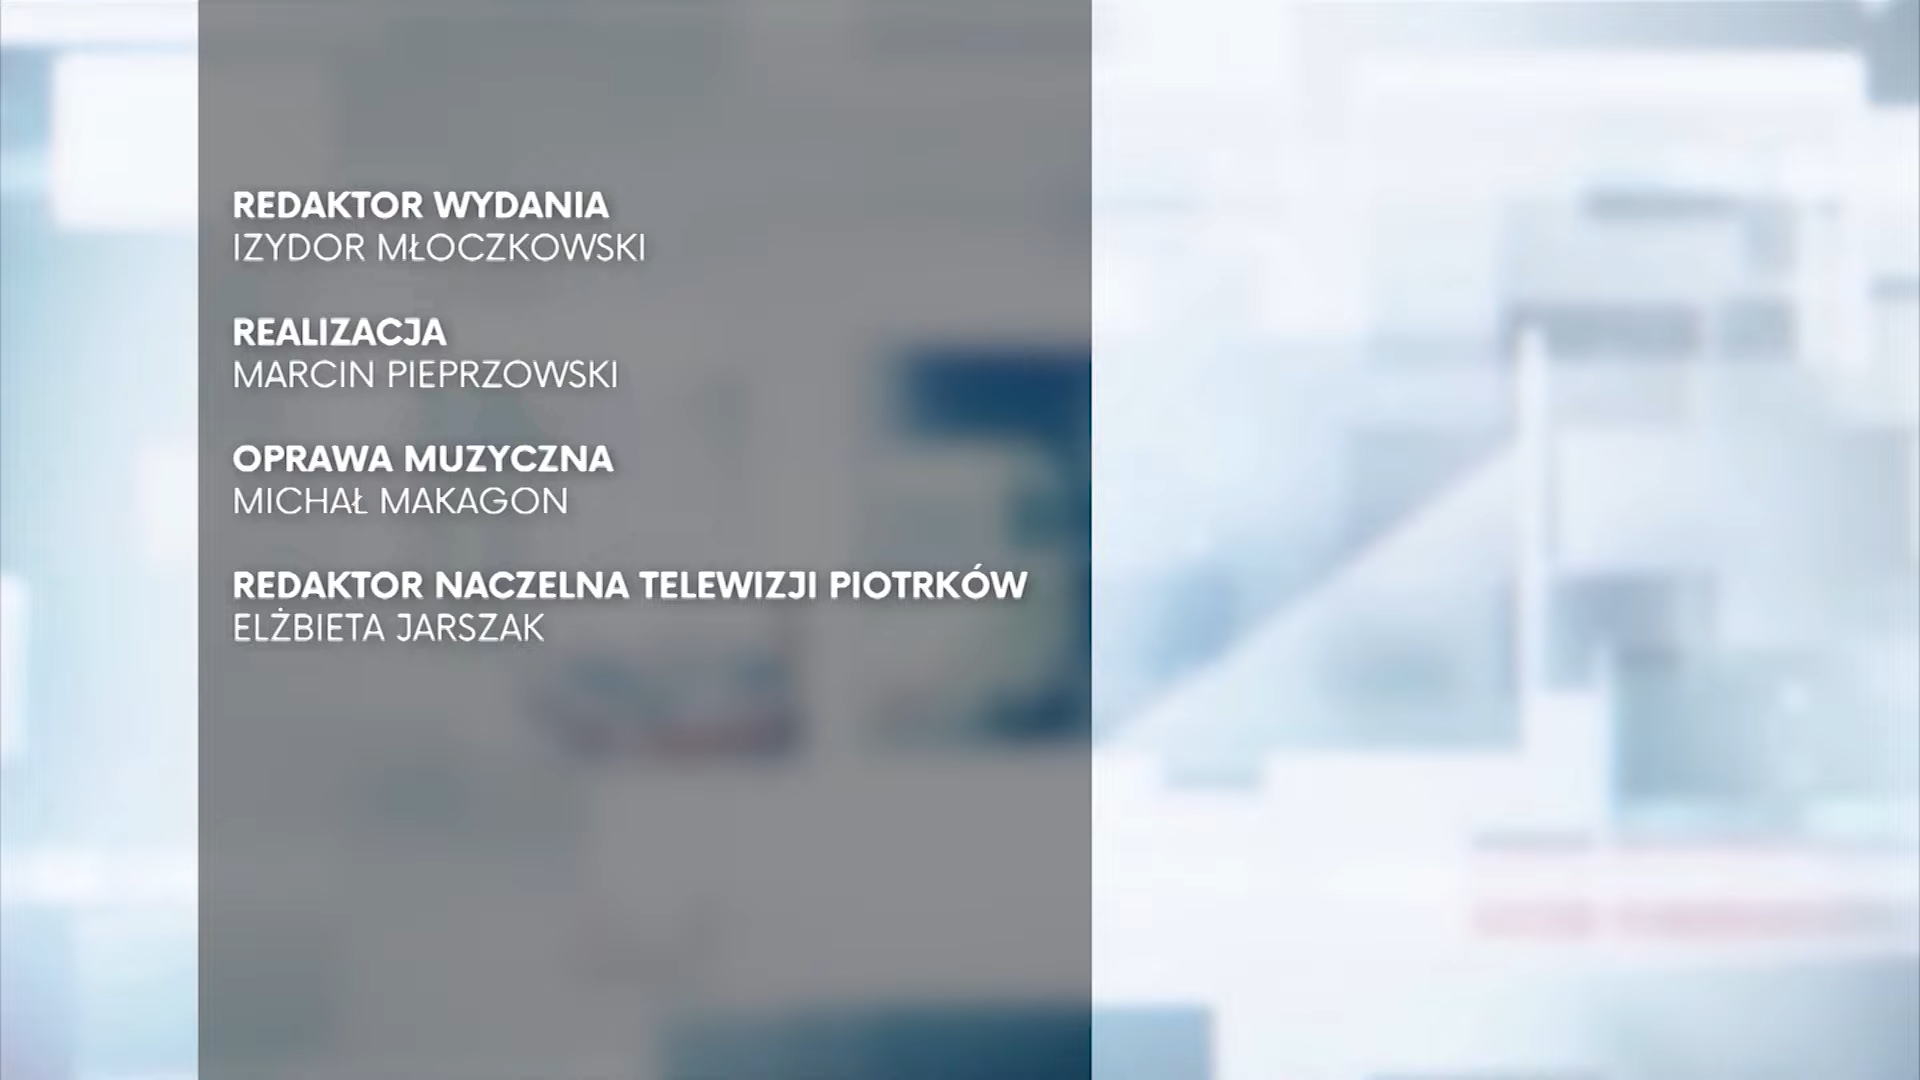 REDAKTOR WYDANIA
IZYDOR MŁOCZKOWSKI
REALIZACJA
MARCIN PIEPRZOWSKI
OPRAWA MUZYCZNA
MICHAŁ MAKAGON
REDAKTOR NACZELNA TELEWIZJI PIOTRKÓW
ELŻBIETA JARSZAK